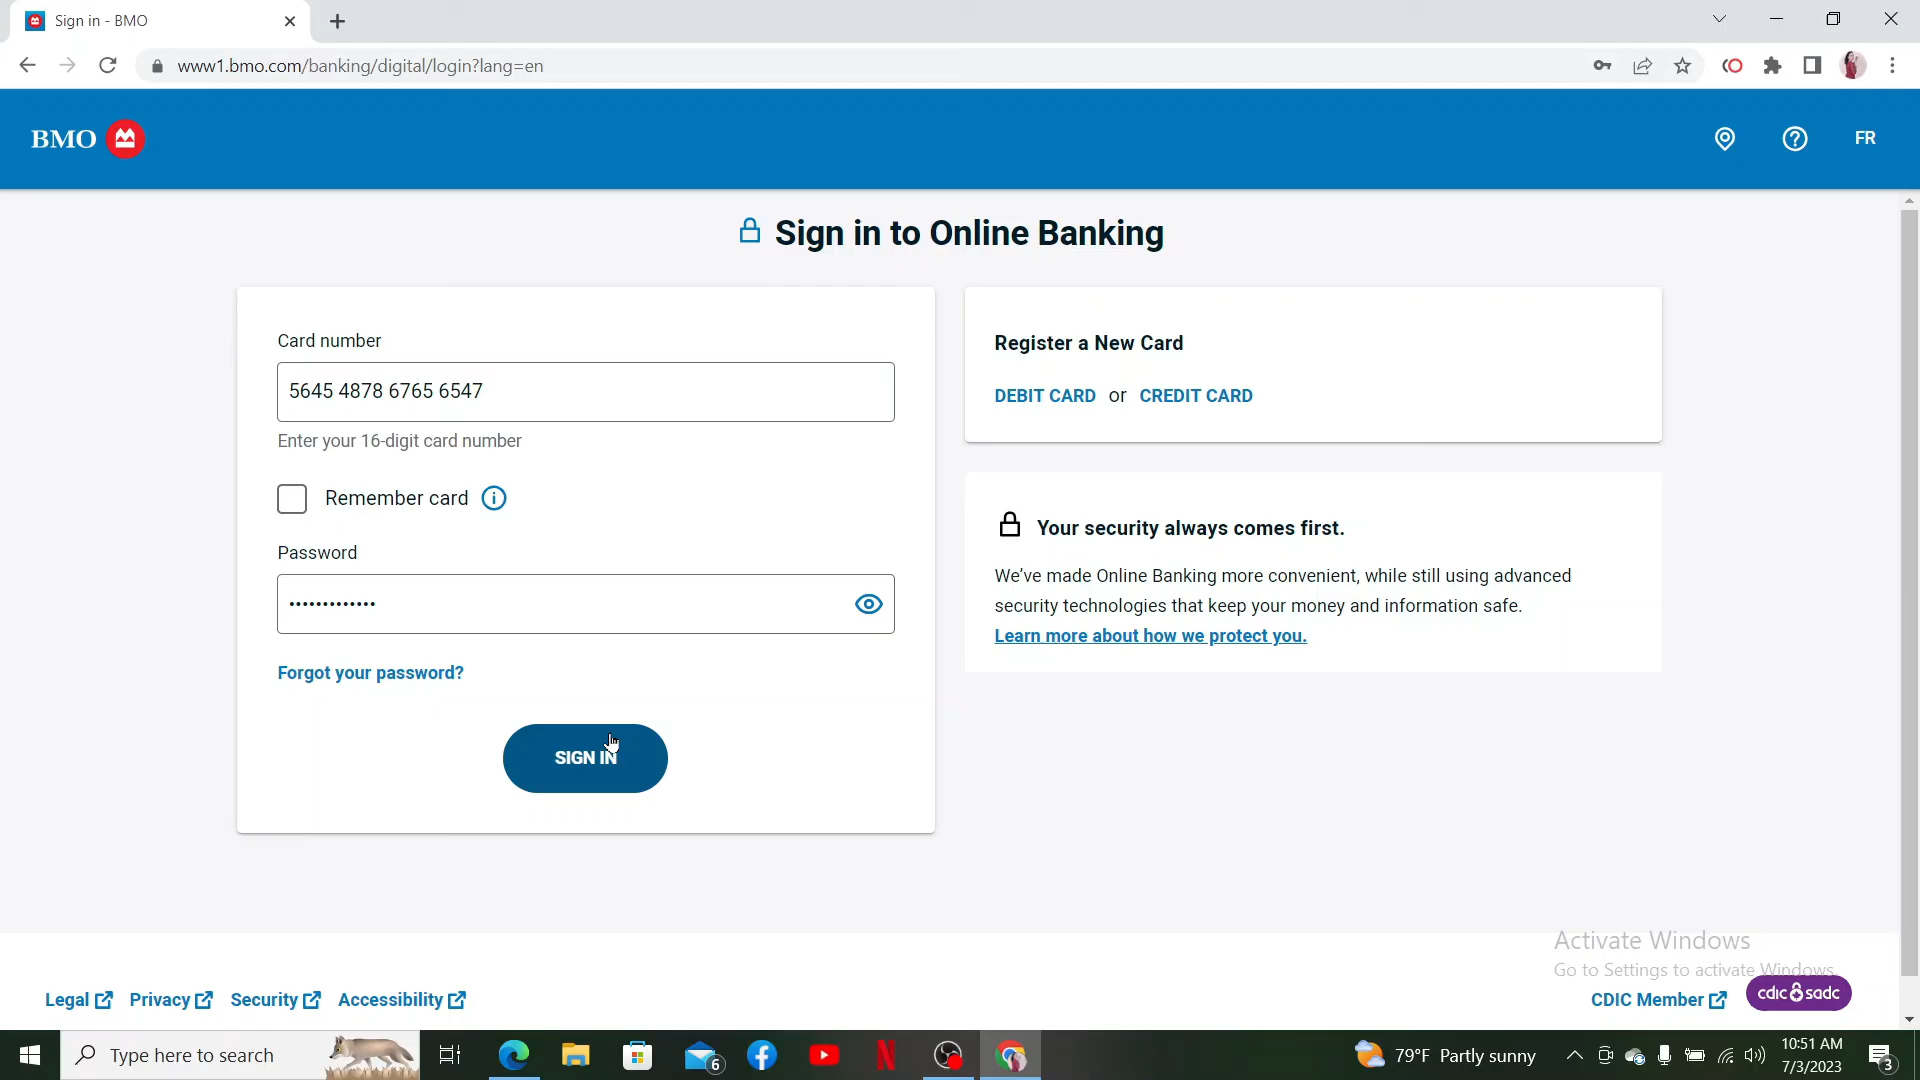 Sign in - BMO
www1.bmo.com/banking/digital/login?lang=en
BMO
FR
Sign in to Online Banking
Card number
5645 4878 6765 6547
Enter your 16-digit card number
Remember card
Password
•••••••••••••
Forgot your password?
SIGN IN
Register a New Card
DEBIT CARD or CREDIT CARD
Your security always comes first.
We've made Online Banking more convenient, while still using advanced
security technologies that keep your money and information safe.
Learn more about how we protect you.
Activate Windows
Go to Settings to activate Windows.
Legal Privacy Security Accessibility
CDIC Member
cdic sadc
Type here to search
6
79°F Partly sunny
10:51 AM
7/3/2023
3